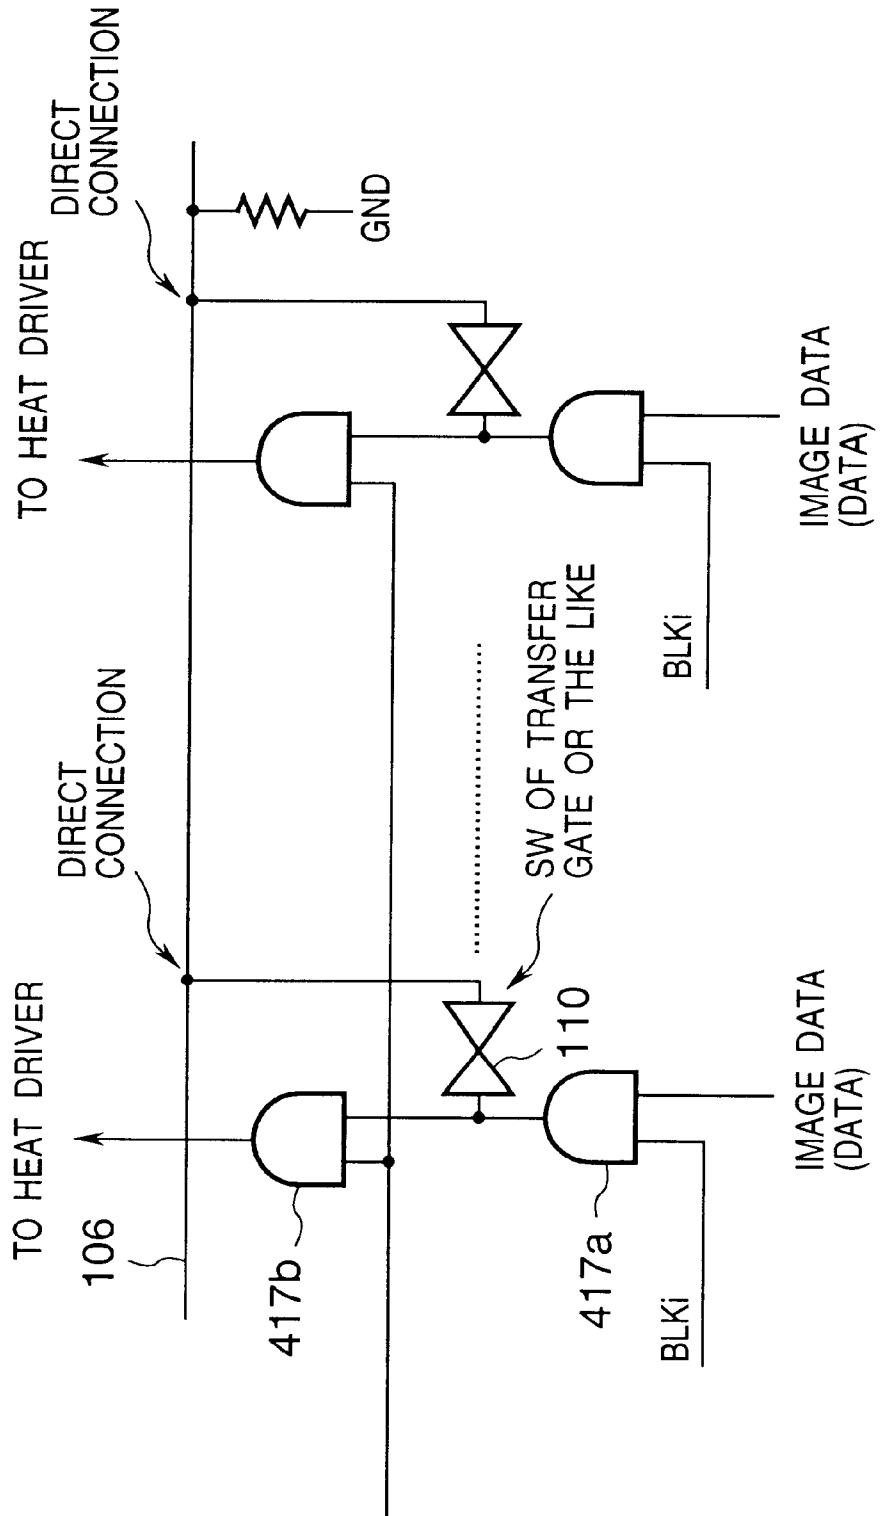 TO HEAT DRIVER
TO HEAT DRIVER
DIRECT
CONNECTION
DIRECT
CONNECTION
106
GND
417b
110
SW OF TRANSFER
GATE OR THE LIKE
417a
BLKi
BLKi
IMAGE DATA
(DATA)
IMAGE DATA
(DATA)